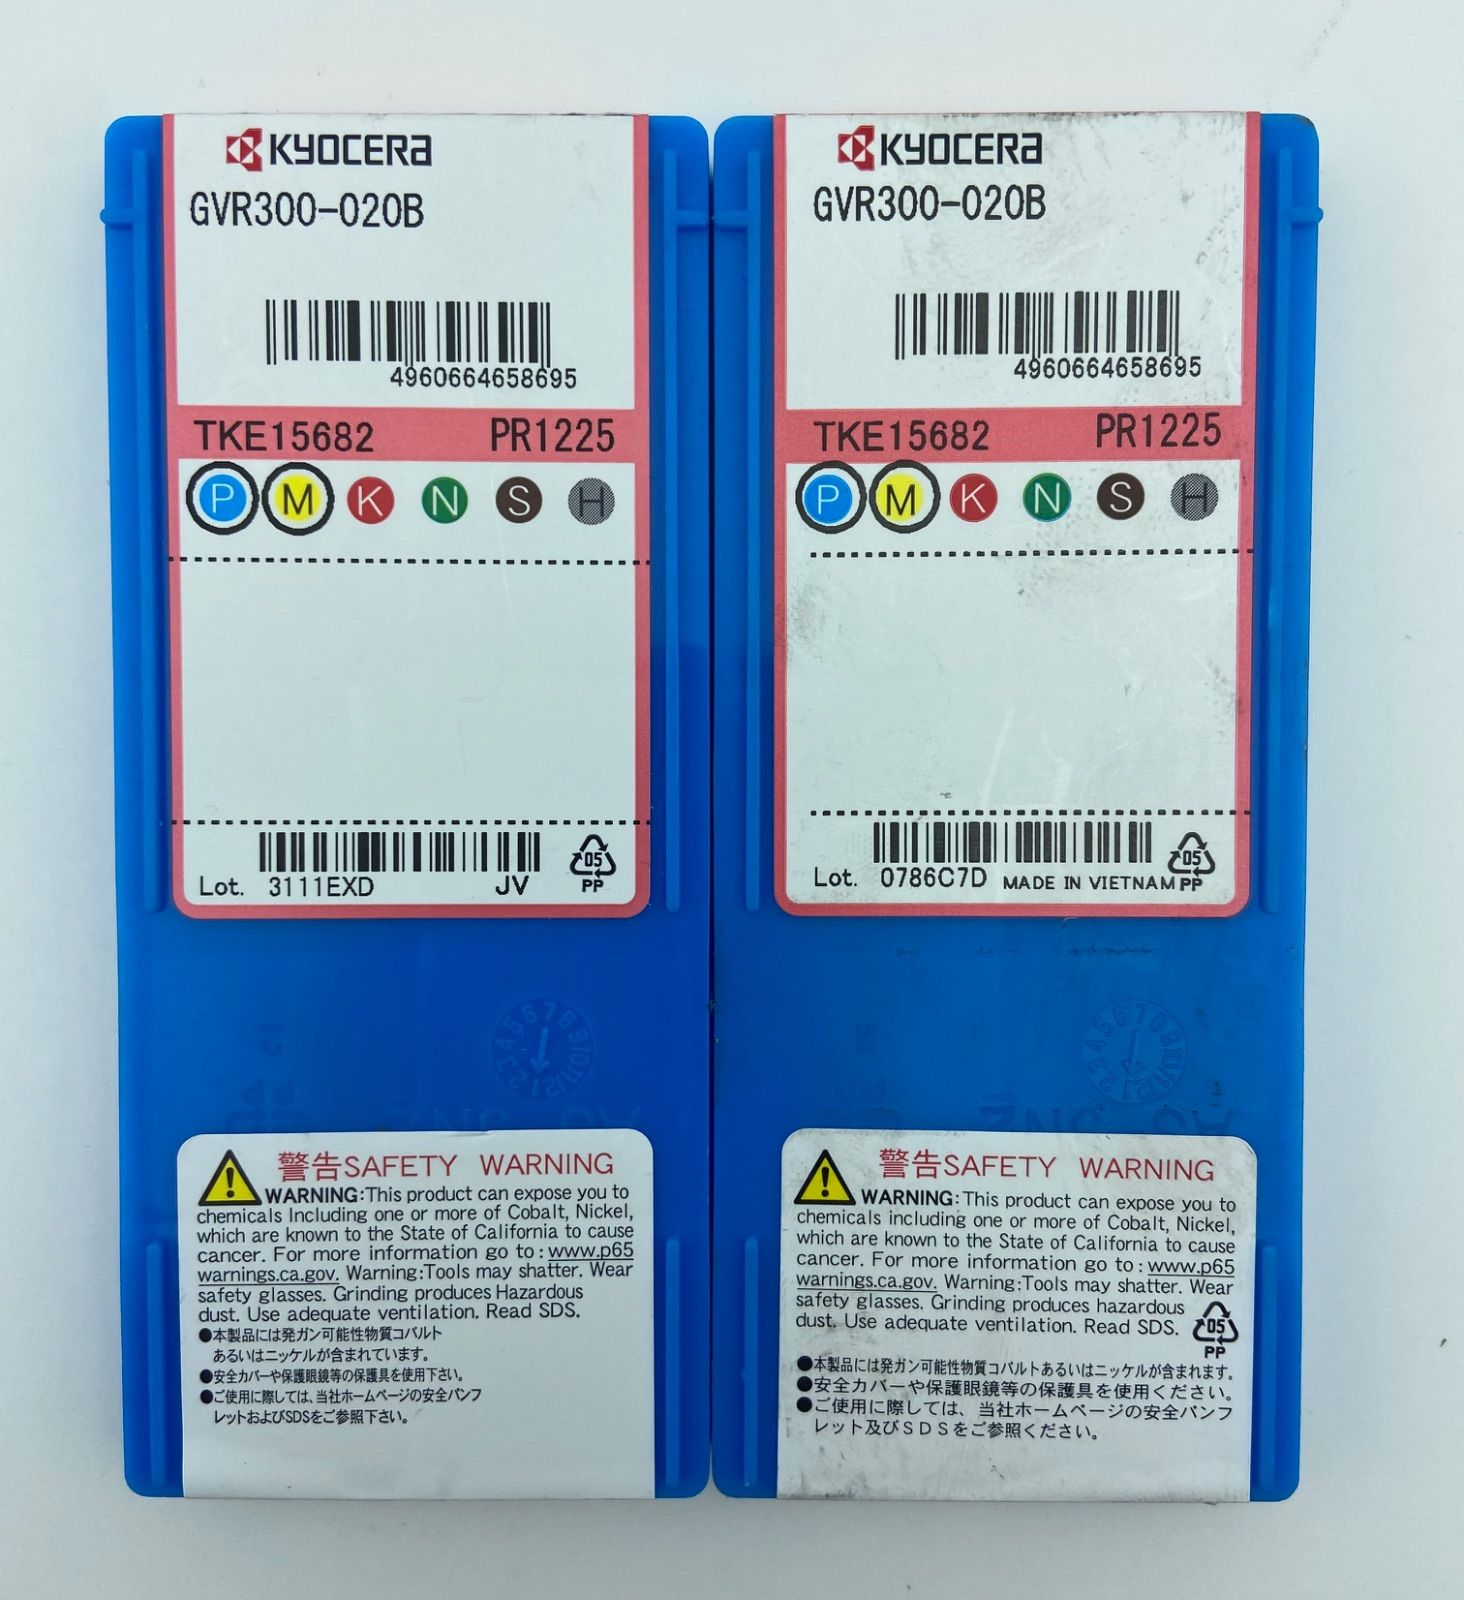 KYOCERA
GVR300-020B
4960664658695
TKE15682 PR1225
P M K N S H
Lot. 3111EXD JV
05
PP
警告SAFETY WARNING
WARNING:This product can expose you to
chemicals Including one or more of Cobalt, Nickel,
which are known to the State of California to cause
cancer. For more information go to : www.p65
warnings.ca.gov. Warning:Tools may shatter. Wear
safety glasses. Grinding produces Hazardous
dust. Use adequate ventilation. Read SDS.
●本製品には発ガン可能性物質コバルト
あるいはニッケルが含まれています。
●安全カバーや保護眼鏡等の保護具を使用下さい。
●ご使用に際しては、当社ホームページの安全パンフ
レットおよびSDSをご参照下さい。
KYOCERA
GVR300-020B
4960664658695
TKE15682 PR1225
P M K N S H
Lot. 0786C7D MADE IN VIETNAM
05
PP
警告SAFETY WARNING
WARNING:This product can expose you to
chemicals including one or more of Cobalt, Nickel,
which are known to the State of California to cause
cancer. For more information go to : www.p65
warnings.ca.gov. Warning:Tools may shatter. Wear
safety glasses. Grinding produces hazardous
dust. Use adequate ventilation. Read SDS.
05
PP
●本製品には発ガン可能性物質コバルトあるいはニッケルが含まれます。
●安全カバーや保護眼鏡等の保護具を使用ください。
●ご使用に際しては、当社ホームページの安全パンフ
レット及びSDSをご参照ください。